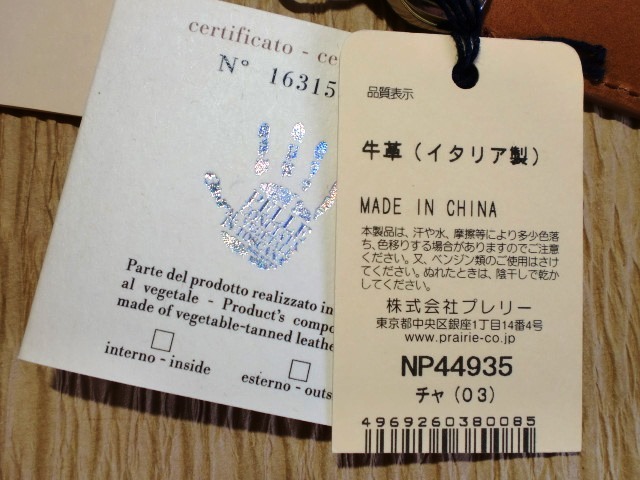 certificato - ce
N° 16315
PELLE
CONCIATA
Parte del prodotto realizzato in
al vegetale - Product's compo
made of vegetable-tanned leathe
interno - inside
esterno - outs
品質表示
牛革(イタリア製)
MADE IN CHINA
本製品は、汗や水、摩擦等により多少色落
ち、色移りする場合がありますのでご注意
ください。又、ベンジン類のご使用はさけ
てください。ぬれたときは、陰干しで乾か
してください。
株式会社プレリー
東京都中央区銀座1丁目14番4号
www.prairie-co.jp
NP44935
チャ(03)
4969260380085